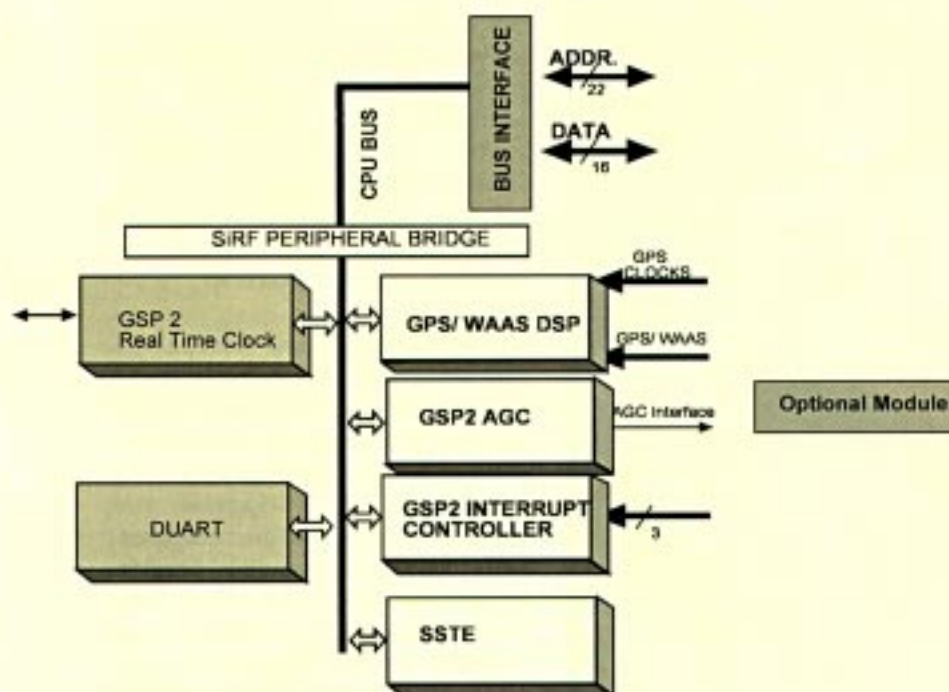 BUS INTERFACE
ADDR.
22
DATA
16
CPU BUS
SiRF PERIPHERAL BRIDGE
GPS
CLOCKS
GSP 2
Real Time Clock
GPS/ WAAS DSP
GPS/ WAAS
GSP2 AGC
AGC Interface
Optional Module
DUART
GSP2 INTERRUPT
CONTROLLER
3
SSTE